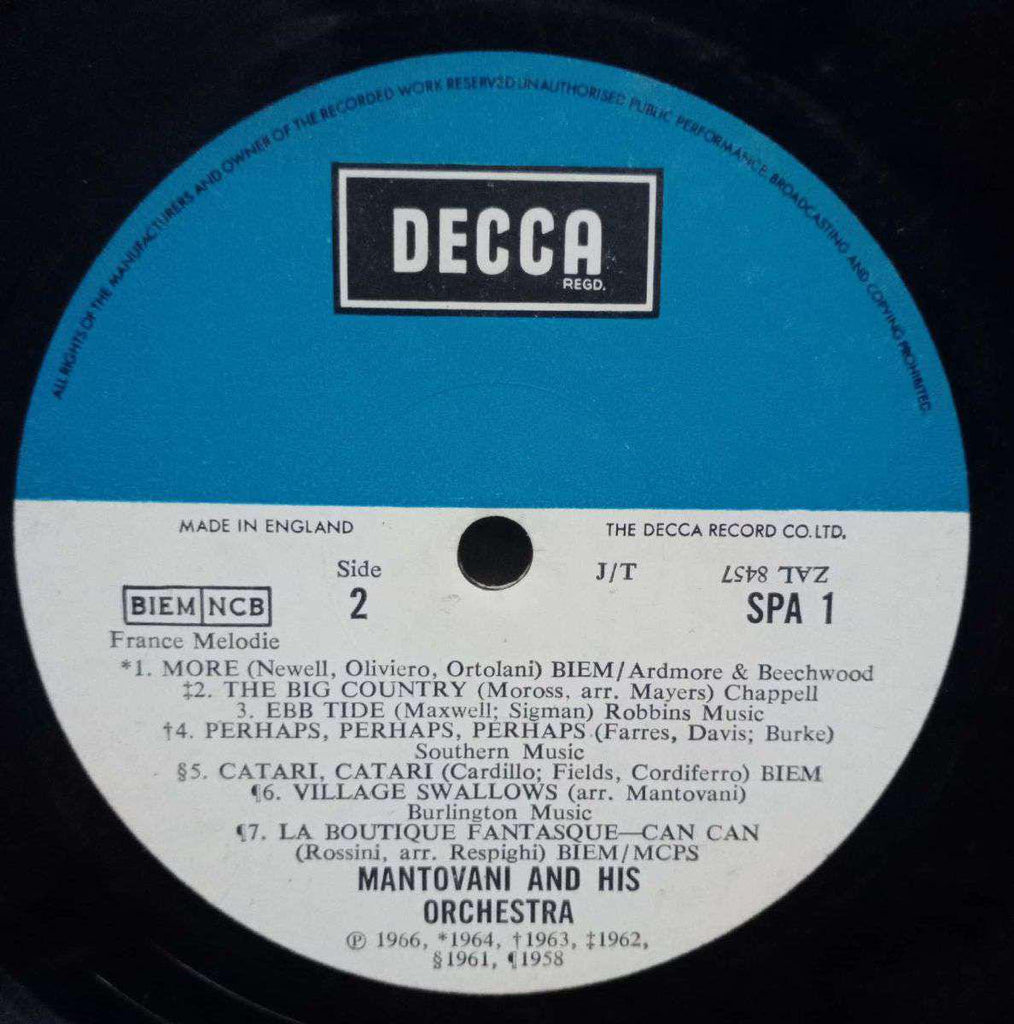 ALL RIGHTS OF THE MANUFACTURERS AND OWNER OF THE RECORDED WORK RESERVED UNAUTHORISED PUBLIC PERFORMANCE BROADCASTING AND COPYING PROHIBITED.
DECCA
REGD.
MADE IN ENGLAND
THE DECCA RECORD CO. LTD.
Side
2
J/T
ZAL 8457
SPA 1
BIEM NCB
France Melodie
*1. MORE (Newell, Oliviero, Ortolani) BIEM/Ardmore & Beechwood
‡2. THE BIG COUNTRY (Moross, arr. Mayers) Chappell
3. EBB TIDE (Maxwell; Sigman) Robbins Music
†4. PERHAPS, PERHAPS, PERHAPS (Farres, Davis; Burke)
Southern Music
§5. CATARI, CATARI (Cardillo; Fields, Cordiferro) BIEM
¶6. VILLAGE SWALLOWS (arr. Mantovani)
Burlington Music
¶7. LA BOUTIQUE FANTASQUE—CAN CAN
(Rossini, arr. Respighi) BIEM/MCPS
MANTOVANI AND HIS
ORCHESTRA
℗ 1966, *1964, †1963, ‡1962,
§1961, ¶1958